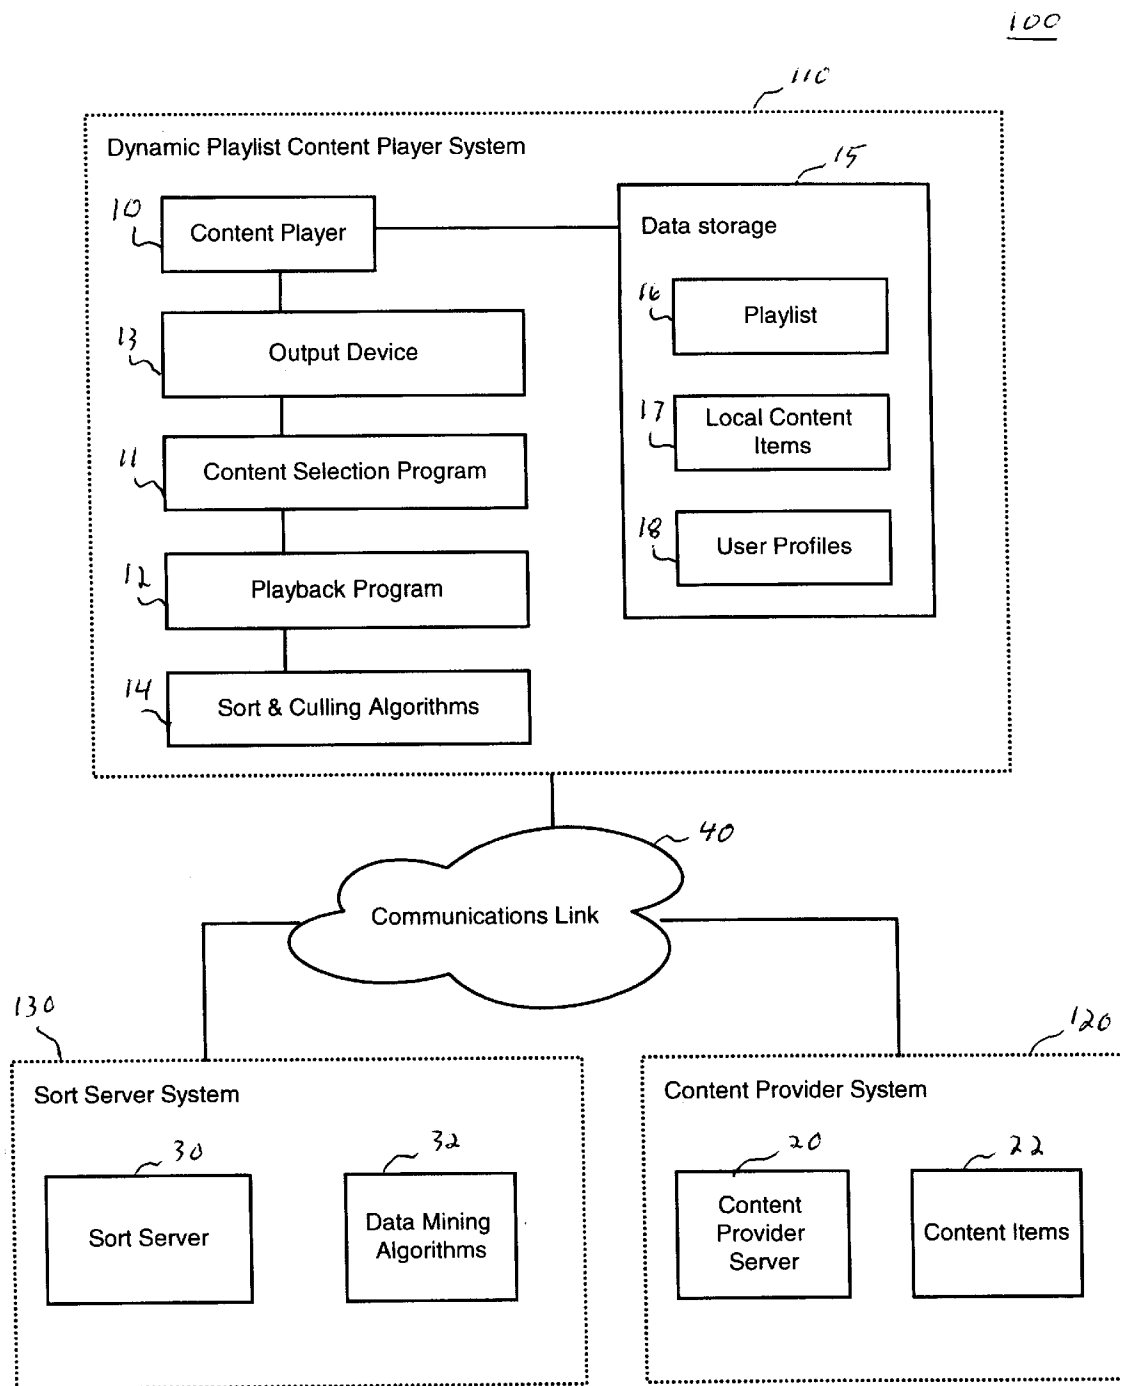 100
110
Dynamic Playlist Content Player System
15
10
Content Player
Data storage
16
Playlist
13
Output Device
17
Local Content
Items
11
Content Selection Program
18
User Profiles
12
Playback Program
14
Sort & Culling Algorithms
40
Communications Link
130
120
Sort Server System
Content Provider System
30
32
20
22
Sort Server
Data Mining
Algorithms
Content
Provider
Server
Content Items